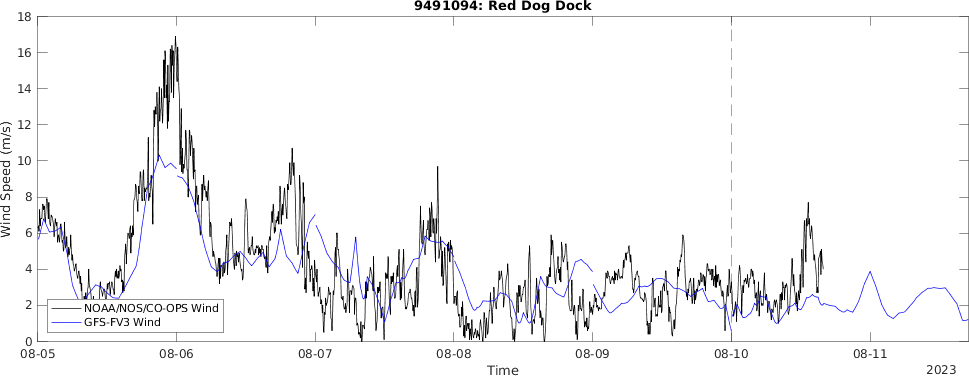 9491094: Red Dog Dock
18
16
14
12
10
8
6
4
2
0
Wind Speed (m/s)
NOAA/NOS/CO-OPS Wind
GFS-FV3 Wind
08-05 08-06 08-07 08-08 08-09 08-10 08-11
Time
2023